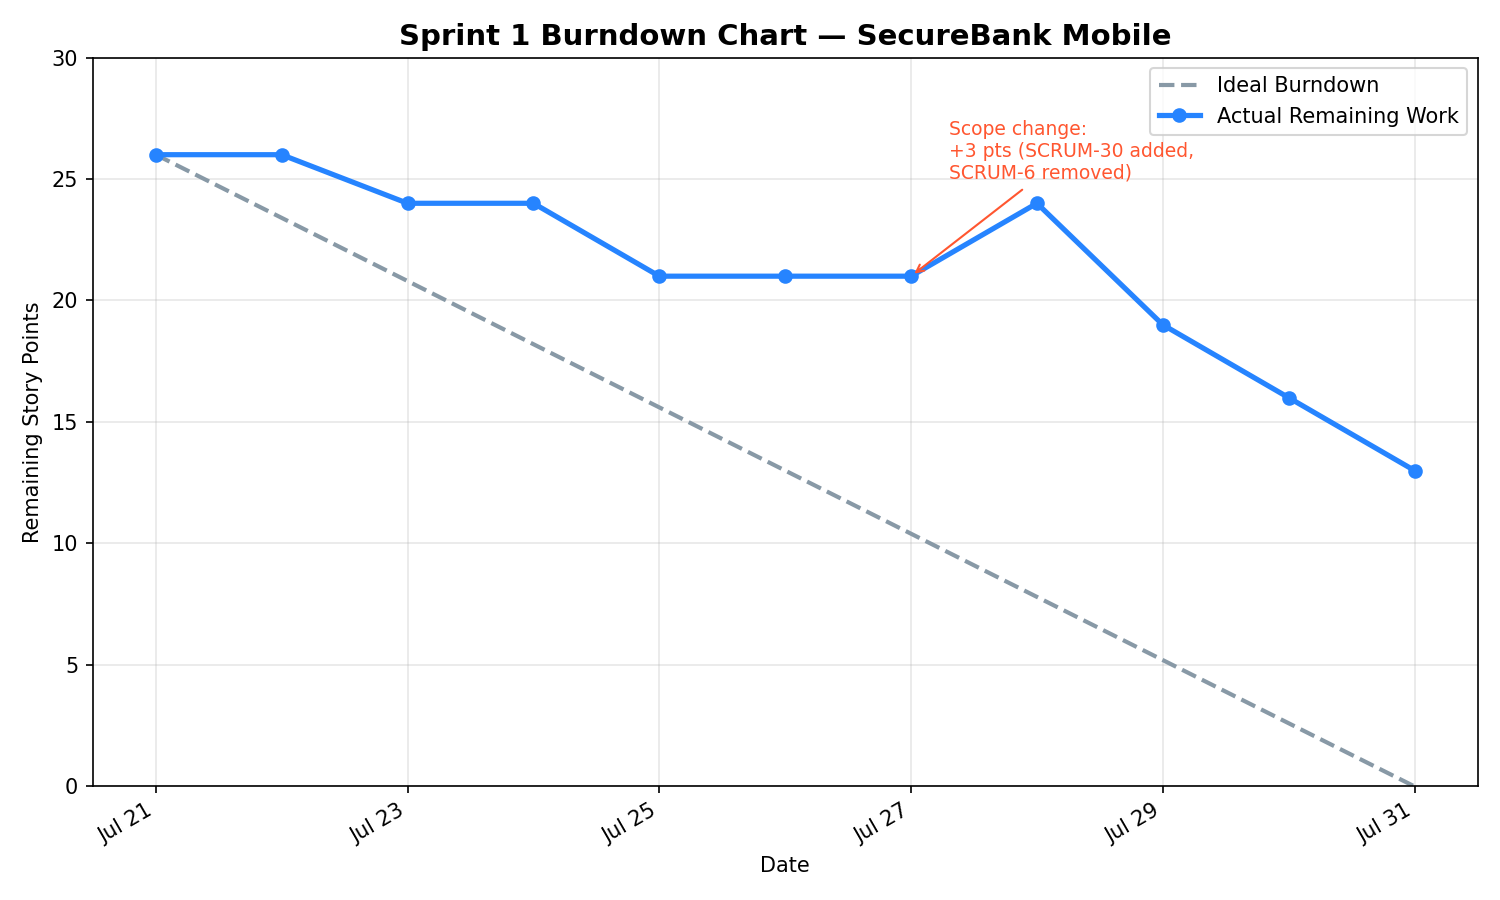 Sprint 1 Burndown Chart — SecureBank Mobile
Ideal Burndown
Actual Remaining Work
Scope change:
+3 pts (SCRUM-30 added,
SCRUM-6 removed)
Remaining Story Points
30
25
20
15
10
5
0
Jul 21
Jul 23
Jul 25
Jul 27
Jul 29
Jul 31
Date